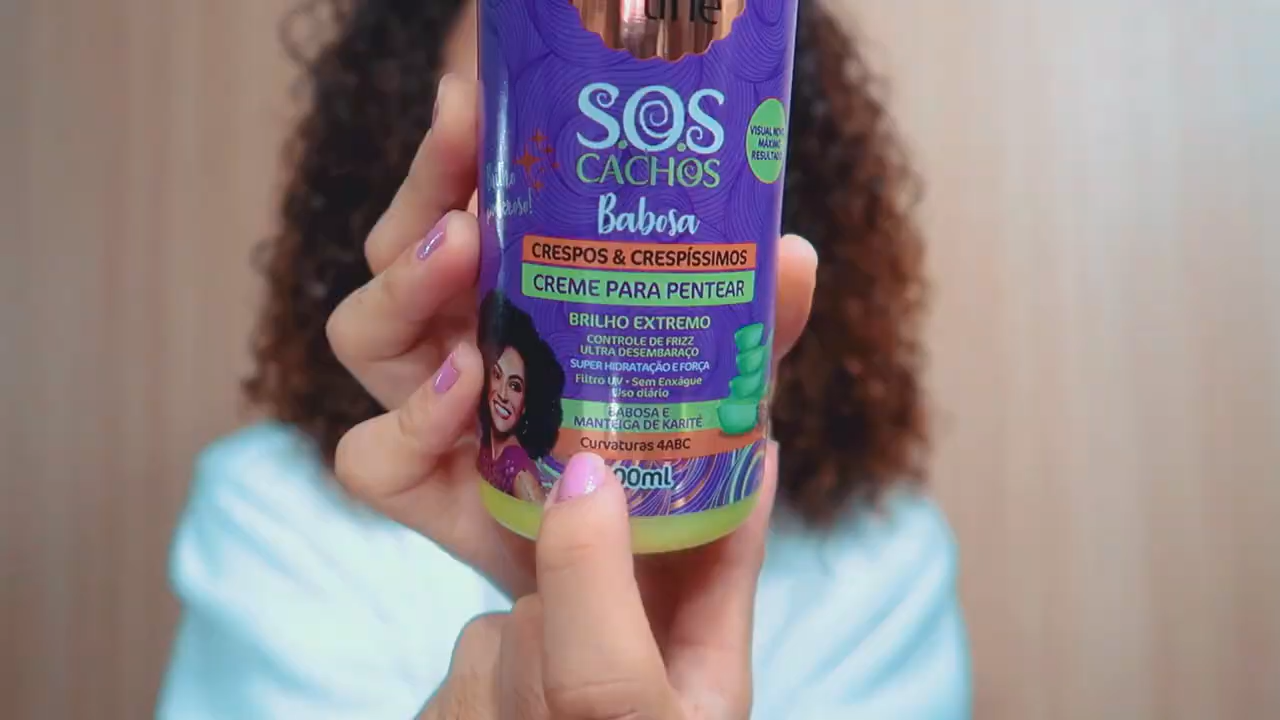 S.O.S
CACHOS
Babosa
CRESPOS & CRESPÍSSIMOS
CREME PARA PENTEAR
BRILHO EXTREMO
CONTROLE DE FRIZZ
ULTRA DESEMBARAÇO
SUPER HIDRATAÇÃO E FORÇA
Filtro UV • Sem Enxágue
Uso diário
BABOSA E
MANTEIGA DE KARITÉ
Curvaturas 4ABC
VISUAL NOVO
MÁXIMO
RESULTADO
Brilho